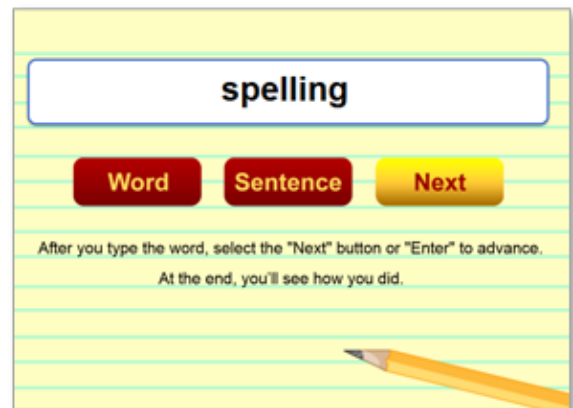 spelling
Word Sentence Next
After you type the word, select the "Next" button or "Enter" to advance.
At the end, you'll see how you did.